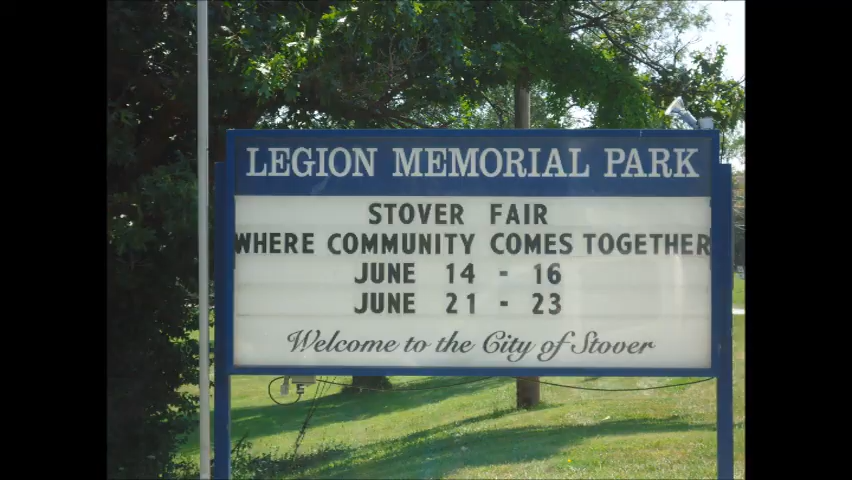 LEGION MEMORIAL PARK
STOVER FAIR
WHERE COMMUNITY COMES TOGETHER
JUNE 14 - 16
JUNE 21 - 23
Welcome to the City of Stover